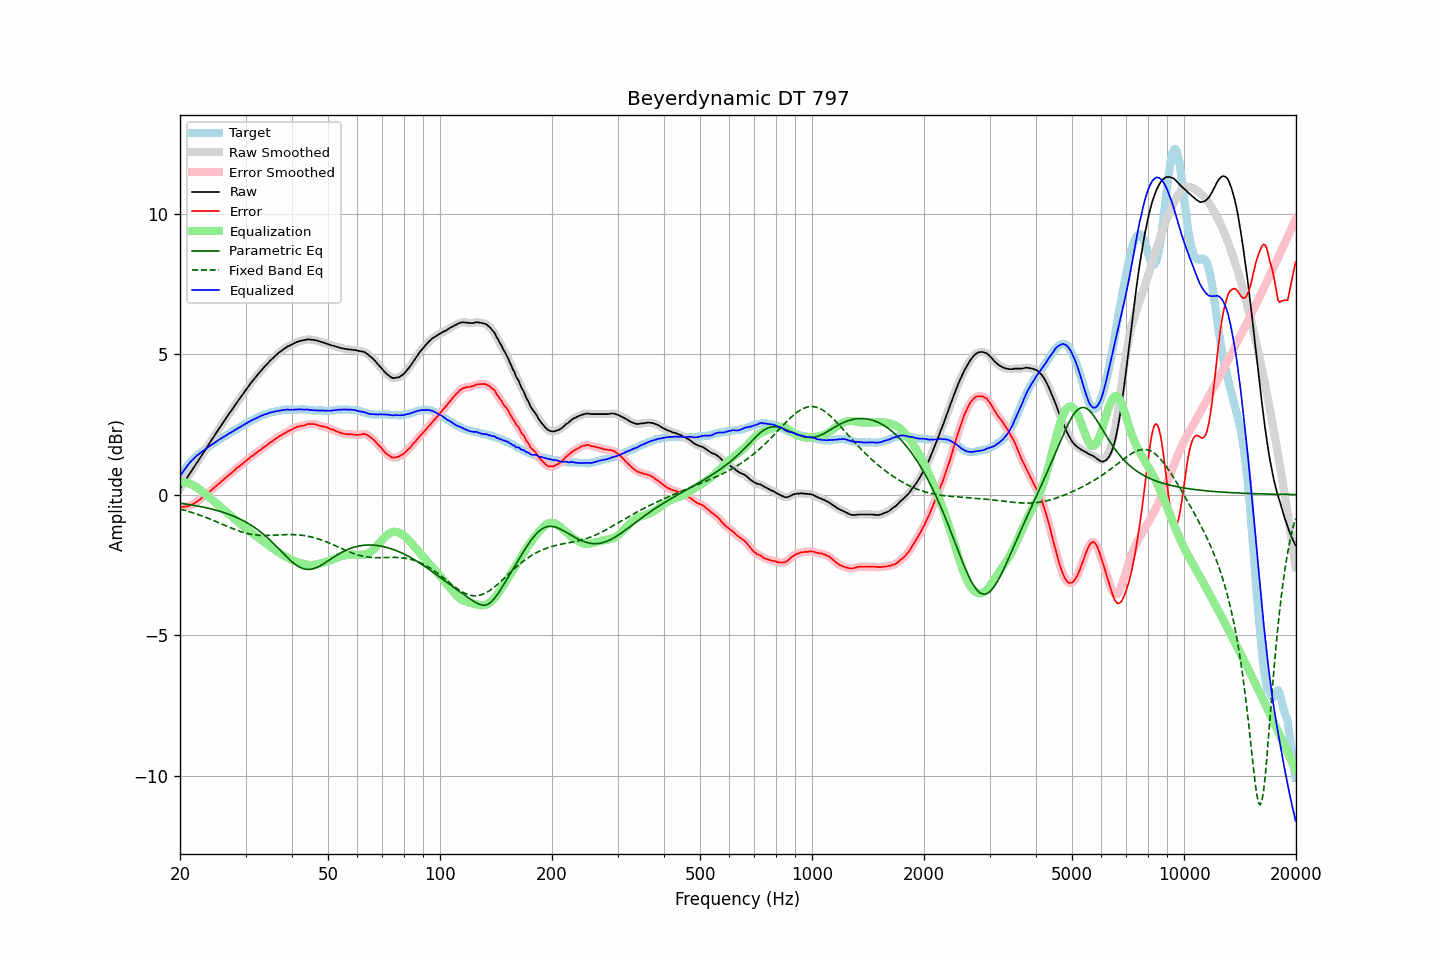 Beyerdynamic DT 797
Target
Raw Smoothed
Error Smoothed
Raw
Error
Equalization
Parametric Eq
Fixed Band Eq
Equalized
Amplitude (dBr)
10
5
0
−5
−10
20
50
100
200
500
1000
2000
5000
10000
20000
Frequency (Hz)